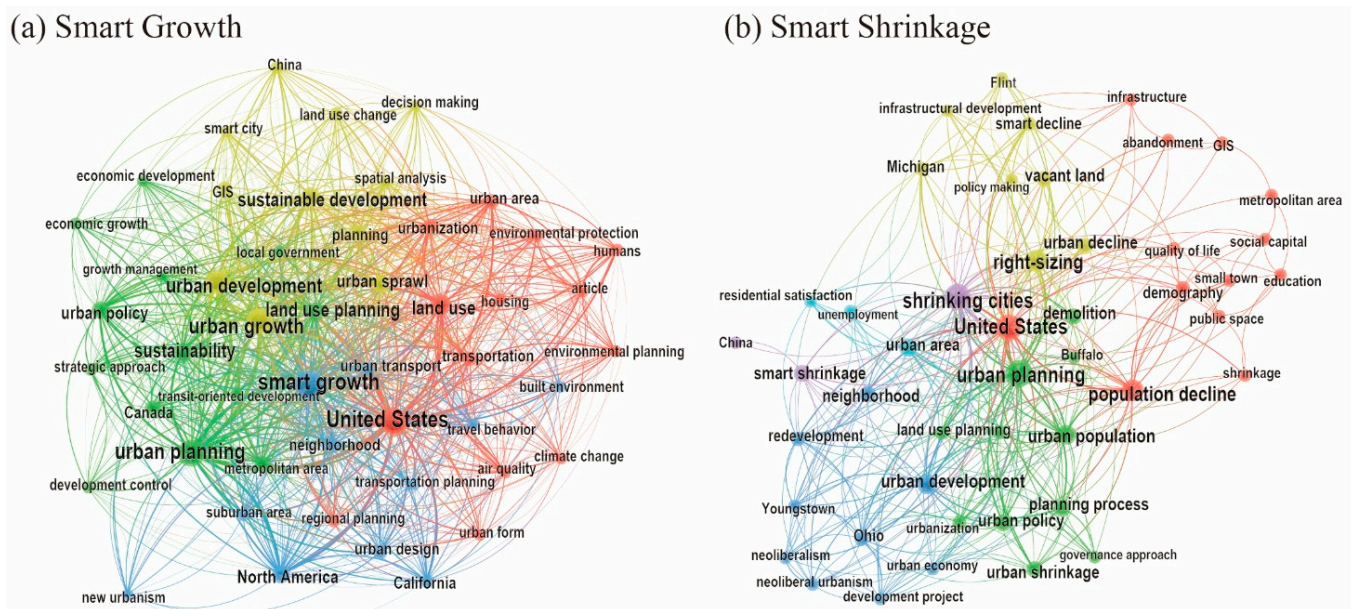 (a) Smart Growth
China
decision making
land use change
smart city
economic development
GIS
spatial analysis
sustainable development
urban area
economic growth
planning
urbanization
environmental protection
local government
humans
growth management
urban development
urban sprawl
article
housing
urban policy
land use planning
land use
urban growth
sustainability
environmental planning
strategic approach
urban transport
transportation
smart growth
built environment
transit-oriented development
Canada
United States
travel behavior
neighborhood
urban planning
climate change
metropolitan area
air quality
development control
transportation planning
suburban area
regional planning
urban form
urban design
North America
California
new urbanism
(b) Smart Shrinkage
Flint
infrastructural development
infrastructure
smart decline
abandonment
GIS
Michigan
vacant land
policy making
metropolitan area
urban decline
quality of life
social capital
right-sizing
small town
education
demography
residential satisfaction
shrinking cities
unemployment
demolition
public space
United States
China
urban area
Buffalo
smart shrinkage
urban planning
shrinkage
neighborhood
population decline
redevelopment
land use planning
urban population
urban development
Youngstown
planning process
urbanization
urban policy
Ohio
neoliberalism
governance approach
urban economy
urban shrinkage
neoliberal urbanism
development project